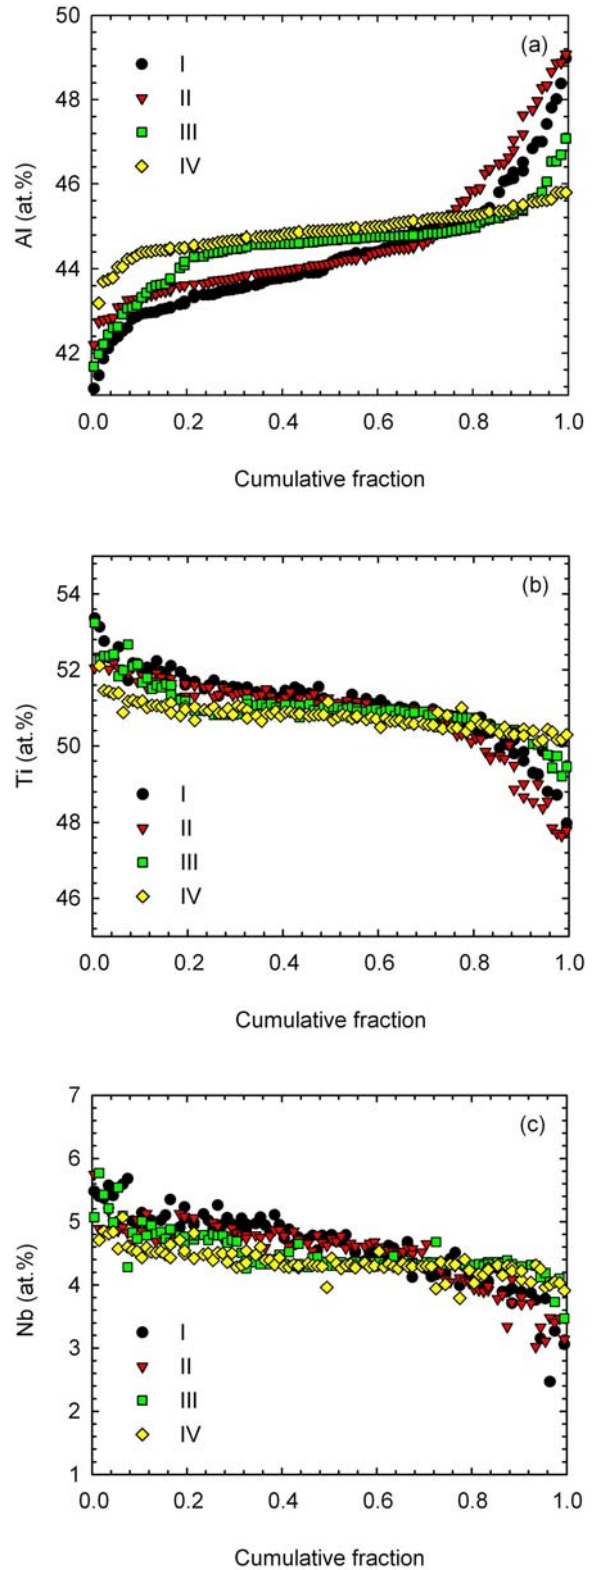 50
(a)
I
48
II
III
46
IV
Al (at.%)
44
42
0.0 0.2 0.4 0.6 0.8 1.0
Cumulative fraction
(b)
54
52
Ti (at.%)
50
I
48
II
III
46
IV
0.0 0.2 0.4 0.6 0.8 1.0
Cumulative fraction
7
(c)
6
5
Nb (at.%)
4
I
3
II
2
III
IV
1
0.0 0.2 0.4 0.6 0.8 1.0
Cumulative fraction